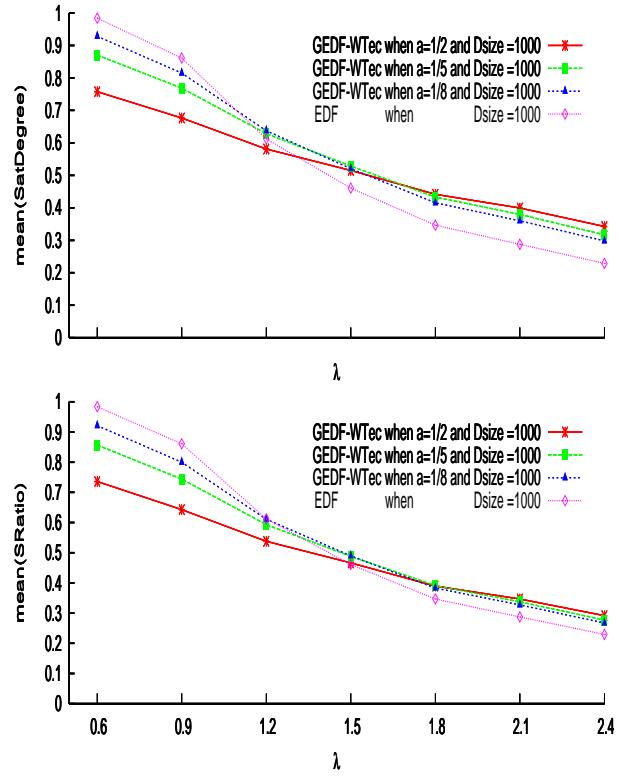 1
0.9
0.8
0.7
0.6
0.5
0.4
0.3
0.2
0.1
0
mean(SatDegree)
GEDF-WTec when a=1/2 and Dsize =1000
GEDF-WTec when a=1/5 and Dsize =1000
GEDF-WTec when a=1/8 and Dsize =1000
EDF when Dsize =1000
λ
1
0.9
0.8
0.7
0.6
0.5
0.4
0.3
0.2
0.1
0
mean(SRatio)
GEDF-WTec when a=1/2 and Dsize =1000
GEDF-WTec when a=1/5 and Dsize =1000
GEDF-WTec when a=1/8 and Dsize =1000
EDF when Dsize =1000
0.6 0.9 1.2 1.5 1.8 2.1 2.4
λ